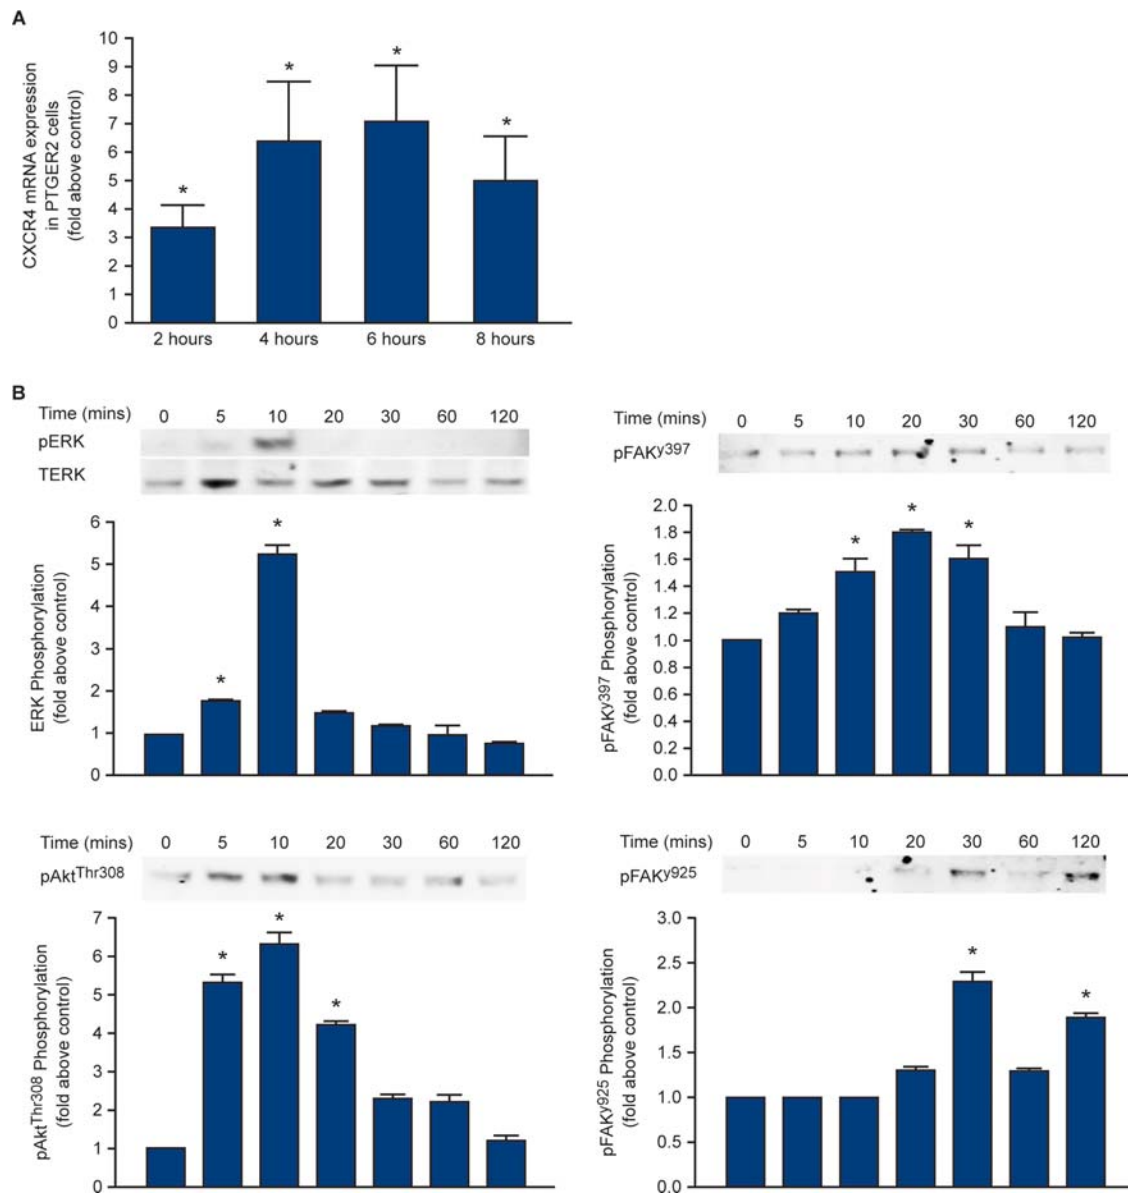 A
CXCR4 mRNA expression
in PTGER2 cells
(fold above control)
10
9
8
7
6
5
4
3
2
1
0
* * * *
2 hours 4 hours 6 hours 8 hours
B
Time (mins) 0 5 10 20 30 60 120
pERK
TERK
ERK Phosphorylation
(fold above control)
6
5
4
3
2
1
0
* *
Time (mins) 0 5 10 20 30 60 120
pFAKy397
pFAKy397 Phosphorylation
(fold above control)
2.0
1.8
1.6
1.4
1.2
1.0
0.8
0.6
0.4
0.2
0.0
* * *
Time (mins) 0 5 10 20 30 60 120
pAktThr308
pAktThr308 Phosphorylation
(fold above control)
7
6
5
4
2
1
0
* * *
Time (mins) 0 5 10 20 30 60 120
pFAKy925
pFAKy925 Phosphorylation
(fold above control)
3.0
2.5
2.0
1.5
1.0
0.5
0.0
* *